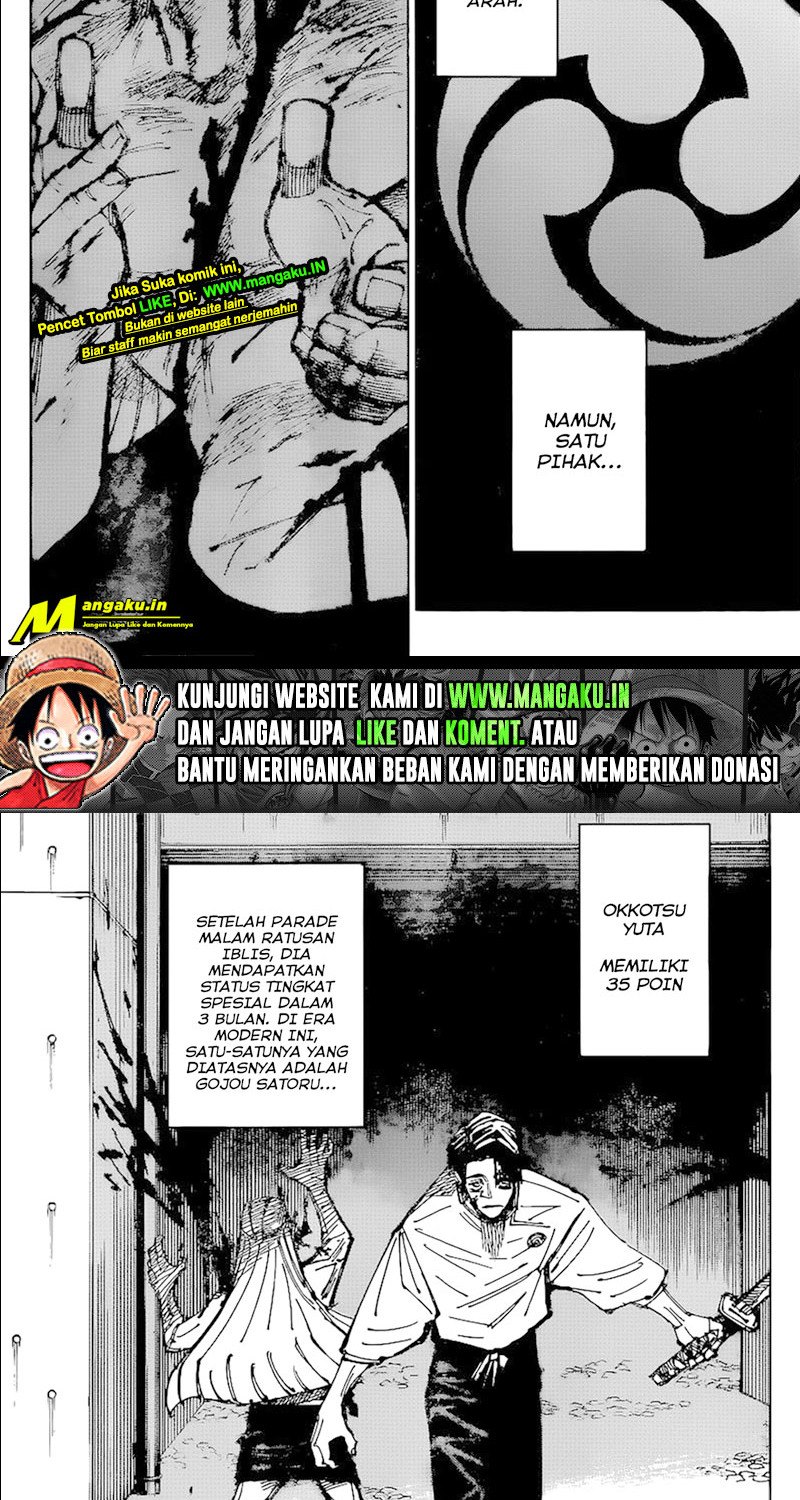 ARAH.
Jika Suka komik ini,
Pencet Tombol LIKE, Di: WWW.mangaku.IN
Bukan di website lain
Biar staff makin semangat nerjemahin
NAMUN,
SATU
PIHAK...
Mangaku.in
Jangan Lupa Like dan Komennya
KUNJUNGI WEBSITE KAMI DI WWW.MANGAKU.IN
DAN JANGAN LUPA LIKE DAN KOMENT. ATAU
BANTU MERINGANKAN BEBAN KAMI DENGAN MEMBERIKAN DONASI
OKKOTSU
YUTA
MEMILIKI
35 POIN
SETELAH PARADE
MALAM RATUSAN
IBLIS, DIA
MENDAPATKAN
STATUS TINGKAT
SPESIAL DALAM
3 BULAN. DI ERA
MODERN INI,
SATU-SATUNYA YANG
DIATASNYA ADALAH
GOJOU SATORU...